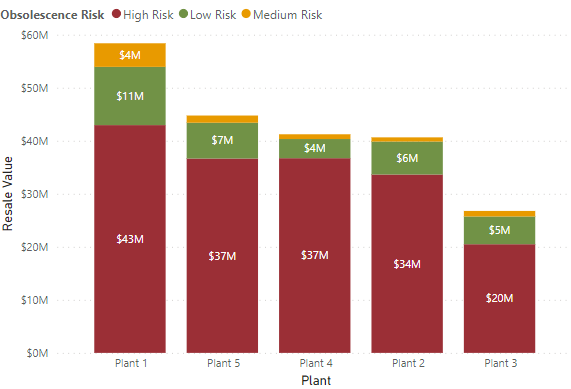 Obsolescence Risk High Risk Low Risk Medium Risk
$60M
$50M
$40M
$30M
$20M
$10M
$0M
Resale Value
$4M
$11M
$43M
$7M
$37M
$4M
$37M
$6M
$34M
$5M
$20M
Plant 1 Plant 5 Plant 4 Plant 2 Plant 3
Plant